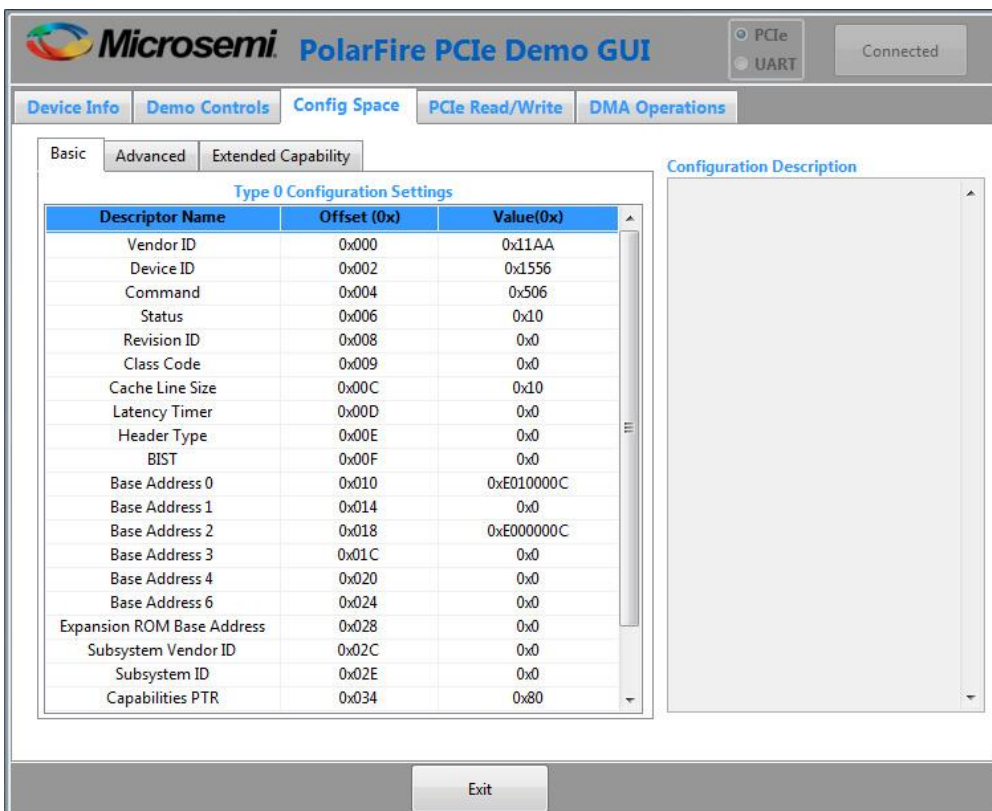 Microsemi. PolarFire PCIe Demo GUI PCIe UART Connected
Device Info Demo Controls Config Space PCIe Read/Write DMA Operations
Basic Advanced Extended Capability
Configuration Description
Type 0 Configuration Settings
Descriptor Name Offset (0x) Value(0x)
Vendor ID 0x000 0x11AA
Device ID 0x002 0x1556
Command 0x004 0x506
Status 0x006 0x10
Revision ID 0x008 0x0
Class Code 0x009 0x0
Cache Line Size 0x00C 0x10
Latency Timer 0x00D 0x0
Header Type 0x00E 0x0
BIST 0x00F 0x0
Base Address 0 0x010 0xE010000C
Base Address 1 0x014 0x0
Base Address 2 0x018 0xE000000C
Base Address 3 0x01C 0x0
Base Address 4 0x020 0x0
Base Address 6 0x024 0x0
Expansion ROM Base Address 0x028 0x0
Subsystem Vendor ID 0x02C 0x0
Subsystem ID 0x02E 0x0
Capabilities PTR 0x034 0x80
Exit